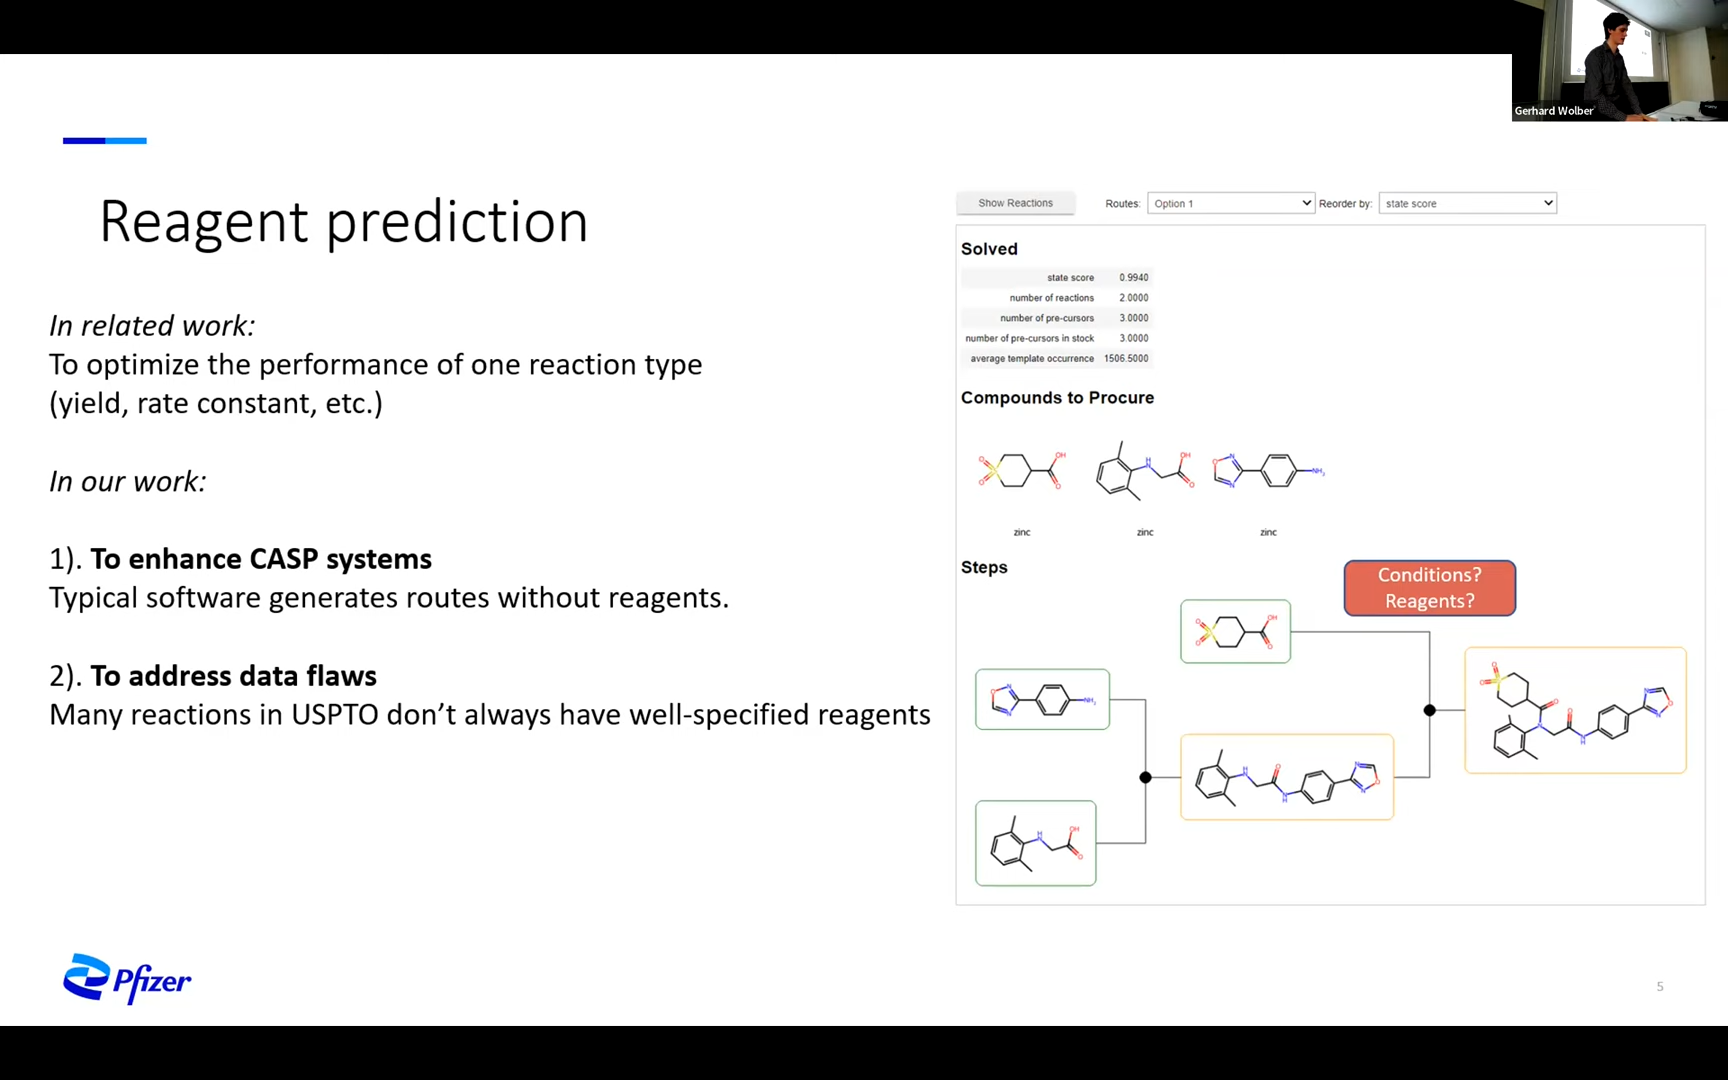 Gerhard Wolber
Reagent prediction
In related work:
To optimize the performance of one reaction type
(yield, rate constant, etc.)
In our work:
1). To enhance CASP systems
Typical software generates routes without reagents.
2). To address data flaws
Many reactions in USPTO don’t always have well-specified reagents
Show Reactions Routes: Option 1 Reorder by: state score
Solved
state score 0.9940
number of reactions 2.0000
number of pre-cursors 3.0000
number of pre-cursors in stock 3.0000
average template occurrence 1506.5000
Compounds to Procure
zinc zinc zinc
Steps
Conditions?
Reagents?
Pfizer
5